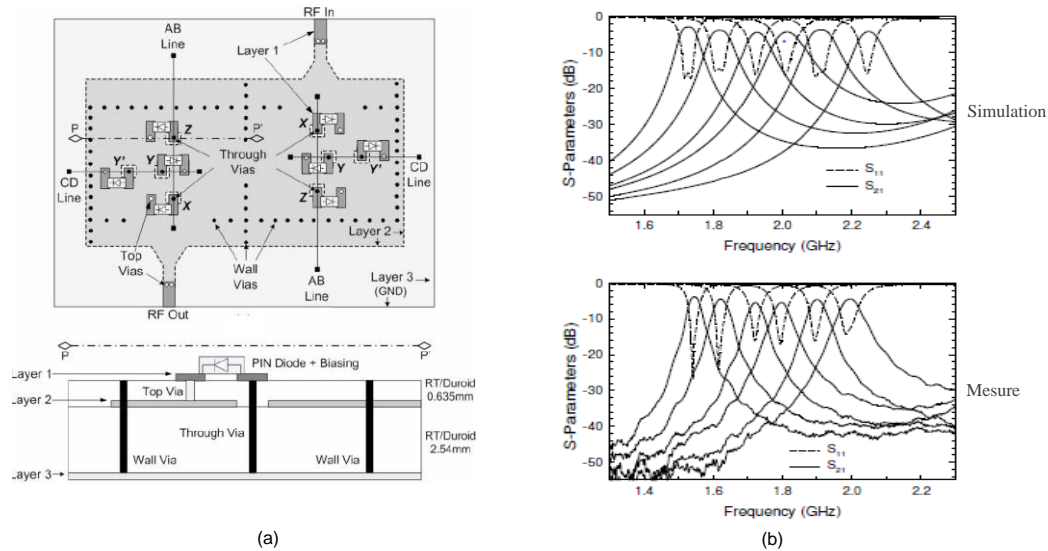 RF In
AB
Line
Layer 1
X
Z
P
P'
Through
Vias
Y'
Y
Y
Y'
CD
Line
CD
Line
X
Z
Layer 2
Top
Vias
Wall
Vias
AB
Line
Layer 3
(GND)
RF Out
P
P'
PIN Diode + Biasing
Layer 1
Top Via
RT/Duroid
0.635mm
Layer 2
Through Via
RT/Duroid
2.54mm
Wall Via
Wall Via
Layer 3
(a)
0
-10
-20
-30
-40
-50
S-Parameters (dB)
S11
S21
1.6
1.8
2.0
2.2
2.4
Frequency (GHz)
Simulation
0
-10
-20
-30
-40
-50
S-Parameters (dB)
S11
S21
1.4
1.6
1.8
2.0
2.2
Frequency (GHz)
Mesure
(b)